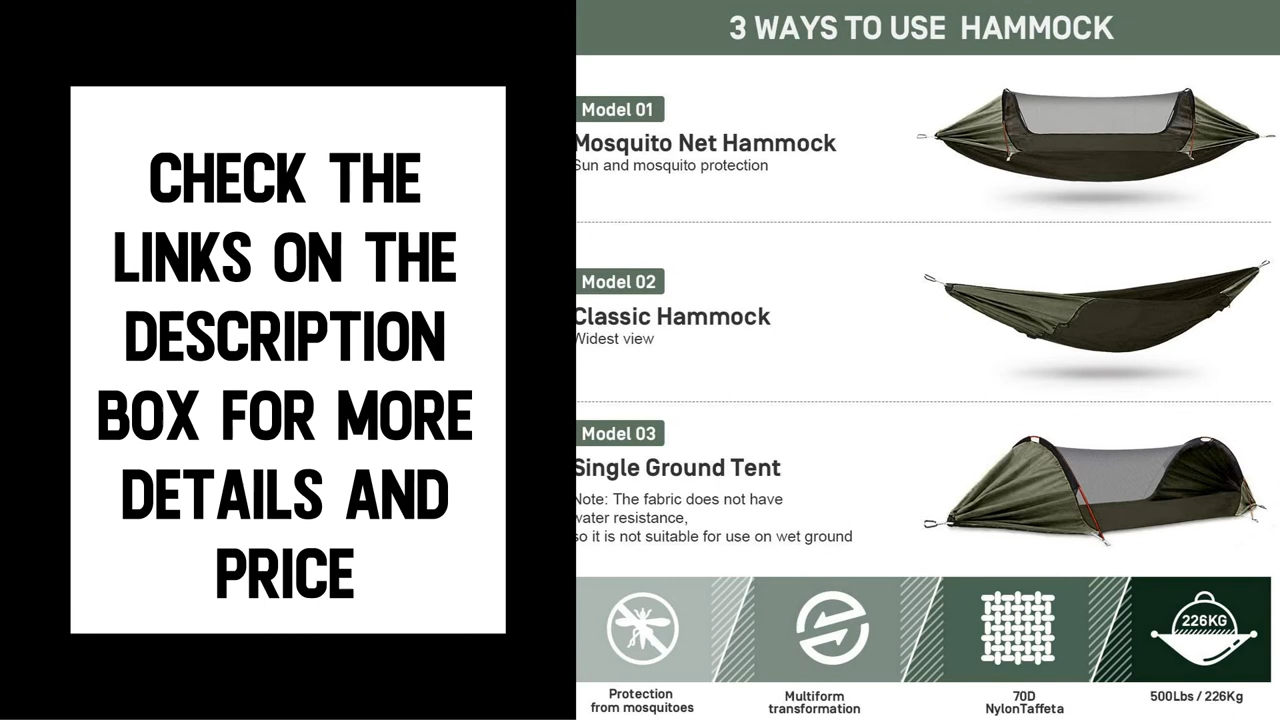 CHECK THE
LINKS ON THE
DESCRIPTION
BOX FOR MORE
DETAILS AND
PRICE
3 WAYS TO USE HAMMOCK
Model 01
Mosquito Net Hammock
Sun and mosquito protection
Model 02
Classic Hammock
Widest view
Model 03
Single Ground Tent
Note: The fabric does not have
water resistance,
so it is not suitable for use on wet ground
226KG
Protection
from mosquitoes
Multiform
transformation
70D
NylonTaffeta
500Lbs / 226Kg